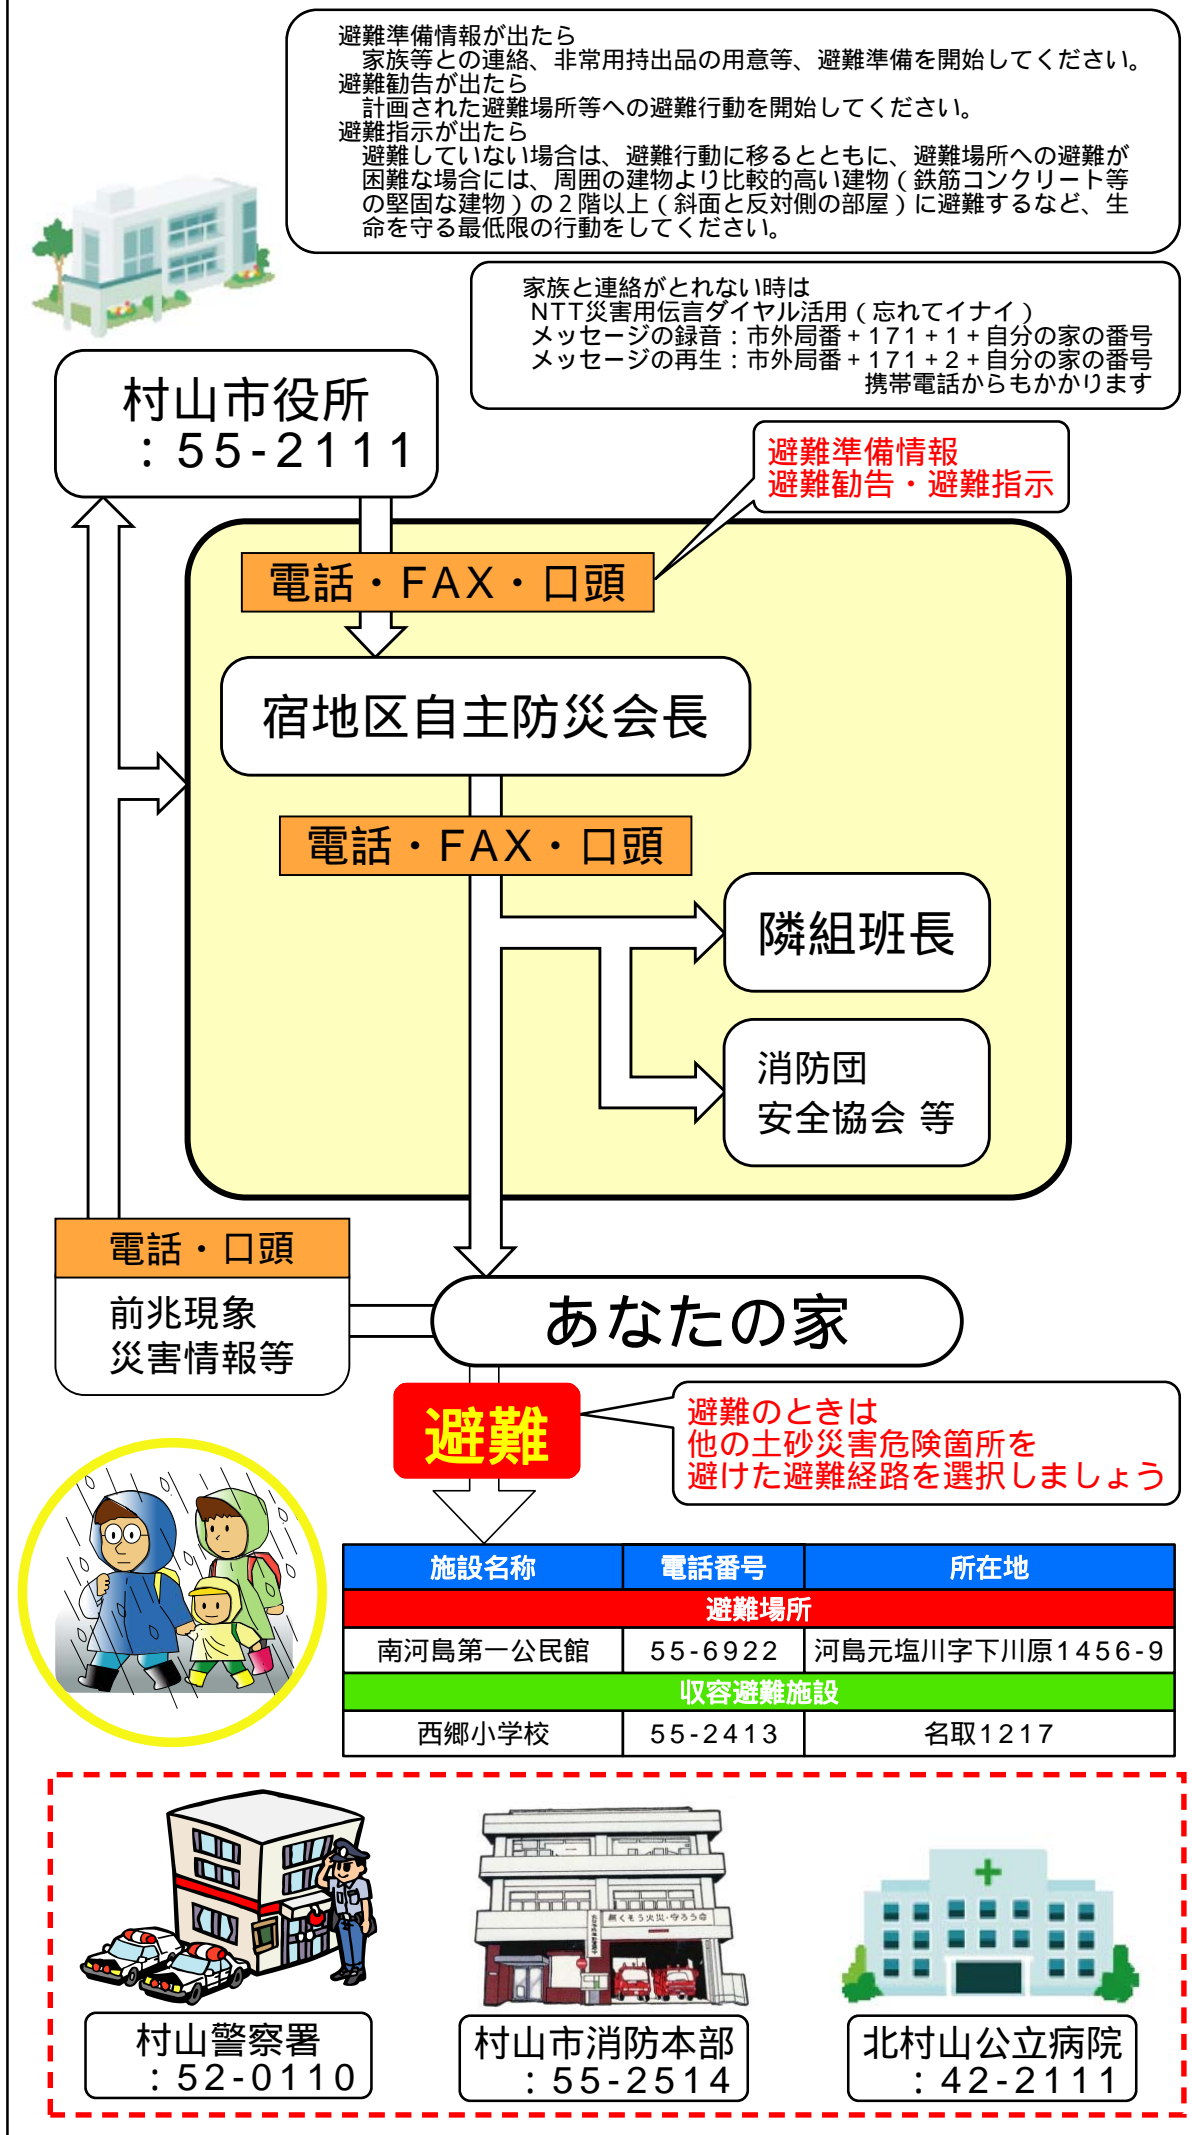 避難準備情報が出たら
家族等との連絡、非常用持出品の用意等、避難準備を開始してください。
避難勧告が出たら
計画された避難場所等への避難行動を開始してください。
避難指示が出たら
避難していない場合は、避難行動に移るとともに、避難場所への避難が
困難な場合には、周囲の建物より比較的高い建物(鉄筋コンクリート等
の堅固な建物)の2階以上(斜面と反対側の部屋)に避難するなど、生
命を守る最低限の行動をしてください。
家族と連絡がとれない時は
NTT災害用伝言ダイヤル活用(忘れてイナイ)
メッセージの録音:市外局番+171+1+自分の家の番号
メッセージの再生:市外局番+171+2+自分の家の番号
携帯電話からもかかります
村山市役所
:55-2111
避難準備情報
避難勧告・避難指示
電話・FAX・口頭
宿地区自主防災会長
電話・FAX・口頭
隣組班長
消防団
安全協会 等
電話・口頭
前兆現象
災害情報等
あなたの家
避難
避難のときは
他の土砂災害危険箇所を
避けた避難経路を選択しましょう
施設名称 電話番号 所在地
避難場所
南河島第一公民館 55-6922 河島元塩川字下川原1456-9
収容避難施設
西郷小学校 55-2413 名取1217
無くそう火災・守ろう命
村山警察署
:52-0110
村山市消防本部
:55-2514
北村山公立病院
:42-2111